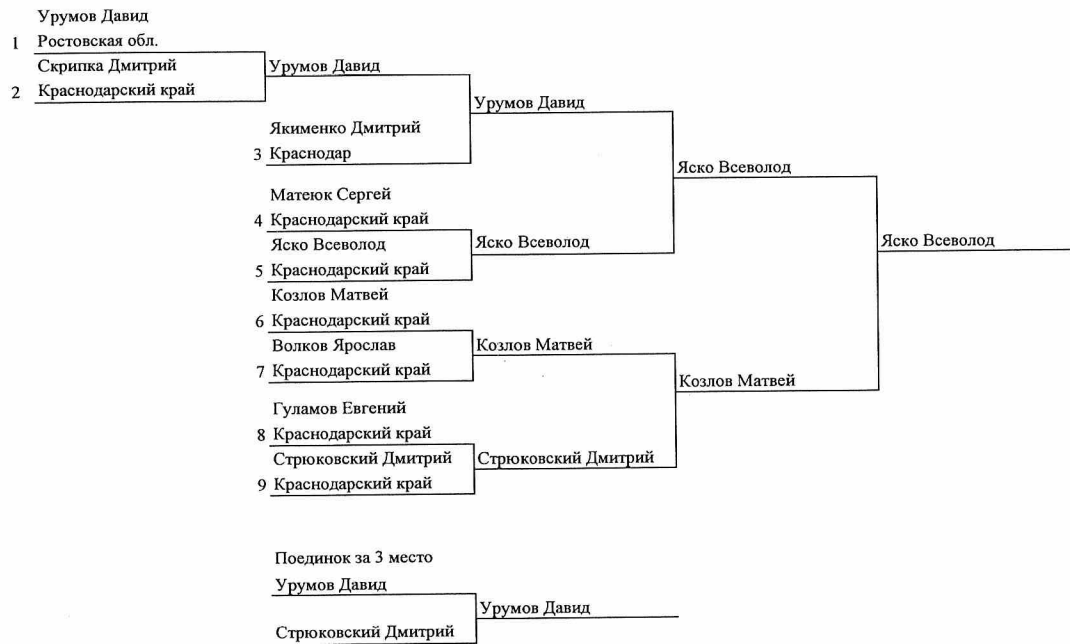 Урумов Давид
1 Ростовская обл.
Скрипка Дмитрий
2 Краснодарский край
Урумов Давид
Якименко Дмитрий
3 Краснодар
Урумов Давид
Матеюк Сергей
4 Краснодарский край
Яско Всеволод
5 Краснодарский край
Яско Всеволод
Яско Всеволод
Козлов Матвей
6 Краснодарский край
Волков Ярослав
7 Краснодарский край
Козлов Матвей
Гуламов Евгений
8 Краснодарский край
Стрюковский Дмитрий
9 Краснодарский край
Стрюковский Дмитрий
Козлов Матвей
Яско Всеволод
Поединок за 3 место
Урумов Давид
Стрюковский Дмитрий
Урумов Давид